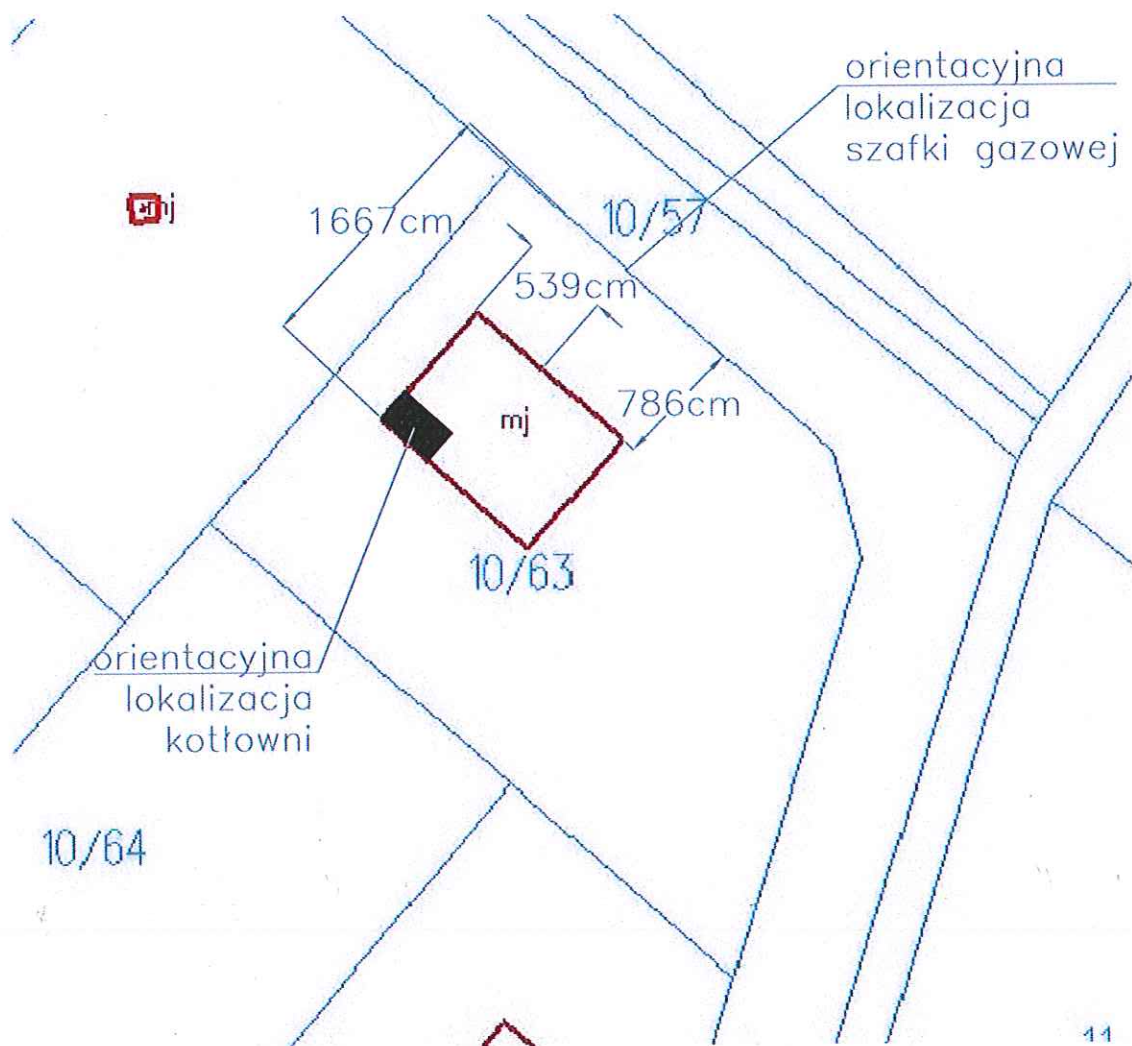 orientacyjna
lokalizacja
szafki gazowej
mj
1667cm
10/57
539cm
786cm
mj
10/63
orientacyjna
lokalizacja
kotłowni
10/64
11